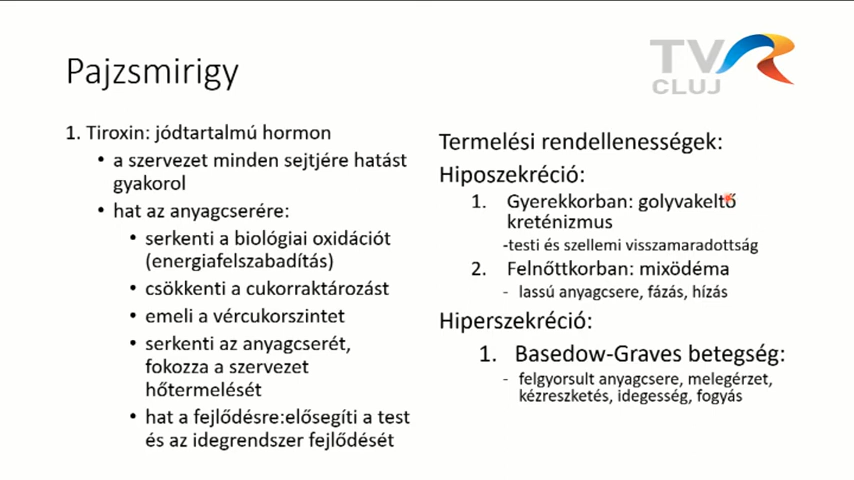 Pajzsmirigy
TVR
CLUJ
1. Tiroxin: jódtartalmú hormon
• a szervezet minden sejtjére hatást
gyakorol
• hat az anyagcserére:
• serkenti a biológiai oxidációt
(energiafelszabadítás)
• csökkenti a cukorraktározást
• emeli a vércukorszintet
• serkenti az anyagcserét,
fokozza a szervezet
hőtermelését
• hat a fejlődésre:elősegíti a test
és az idegrendszer fejlődését
Termelési rendellenességek:
Hiposzekréció:
1. Gyerekkorban: golyvakeltő
kreténizmus
-testi és szellemi visszamaradottság
2. Felnőttkorban: mixödéma
- lassú anyagcsere, fázás, hízás
Hiperszekréció:
1. Basedow-Graves betegség:
- felgyorsult anyagcsere, melegérzet,
kézreszketés, idegesség, fogyás